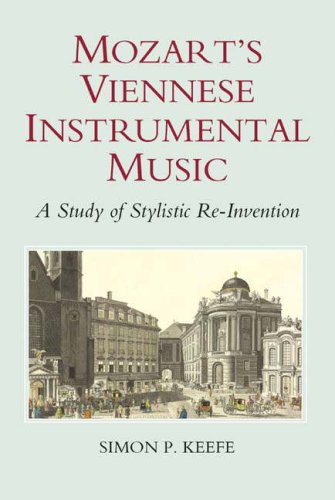 MOZART'S
VIENNESE
INSTRUMENTAL
MUSIC
A Study of Stylistic Re-Invention
SIMON P. KEEFE